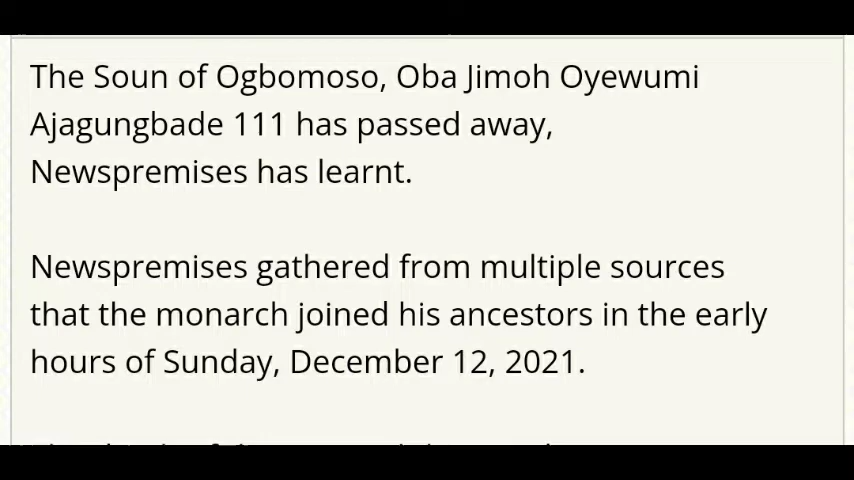 The Soun of Ogbomoso, Oba Jimoh Oyewumi
Ajagungbade 111 has passed away,
Newspremises has learnt.
Newspremises gathered from multiple sources
that the monarch joined his ancestors in the early
hours of Sunday, December 12, 2021.